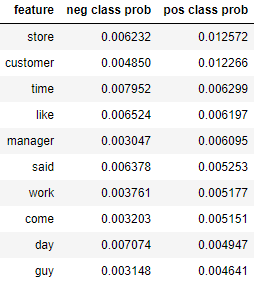 feature neg class prob pos class prob
store 0.006232 0.012572
customer 0.004850 0.012266
time 0.007952 0.006299
like 0.006524 0.006197
manager 0.003047 0.006095
said 0.006378 0.005253
work 0.003761 0.005177
come 0.003203 0.005151
day 0.007074 0.004947
guy 0.003148 0.004641